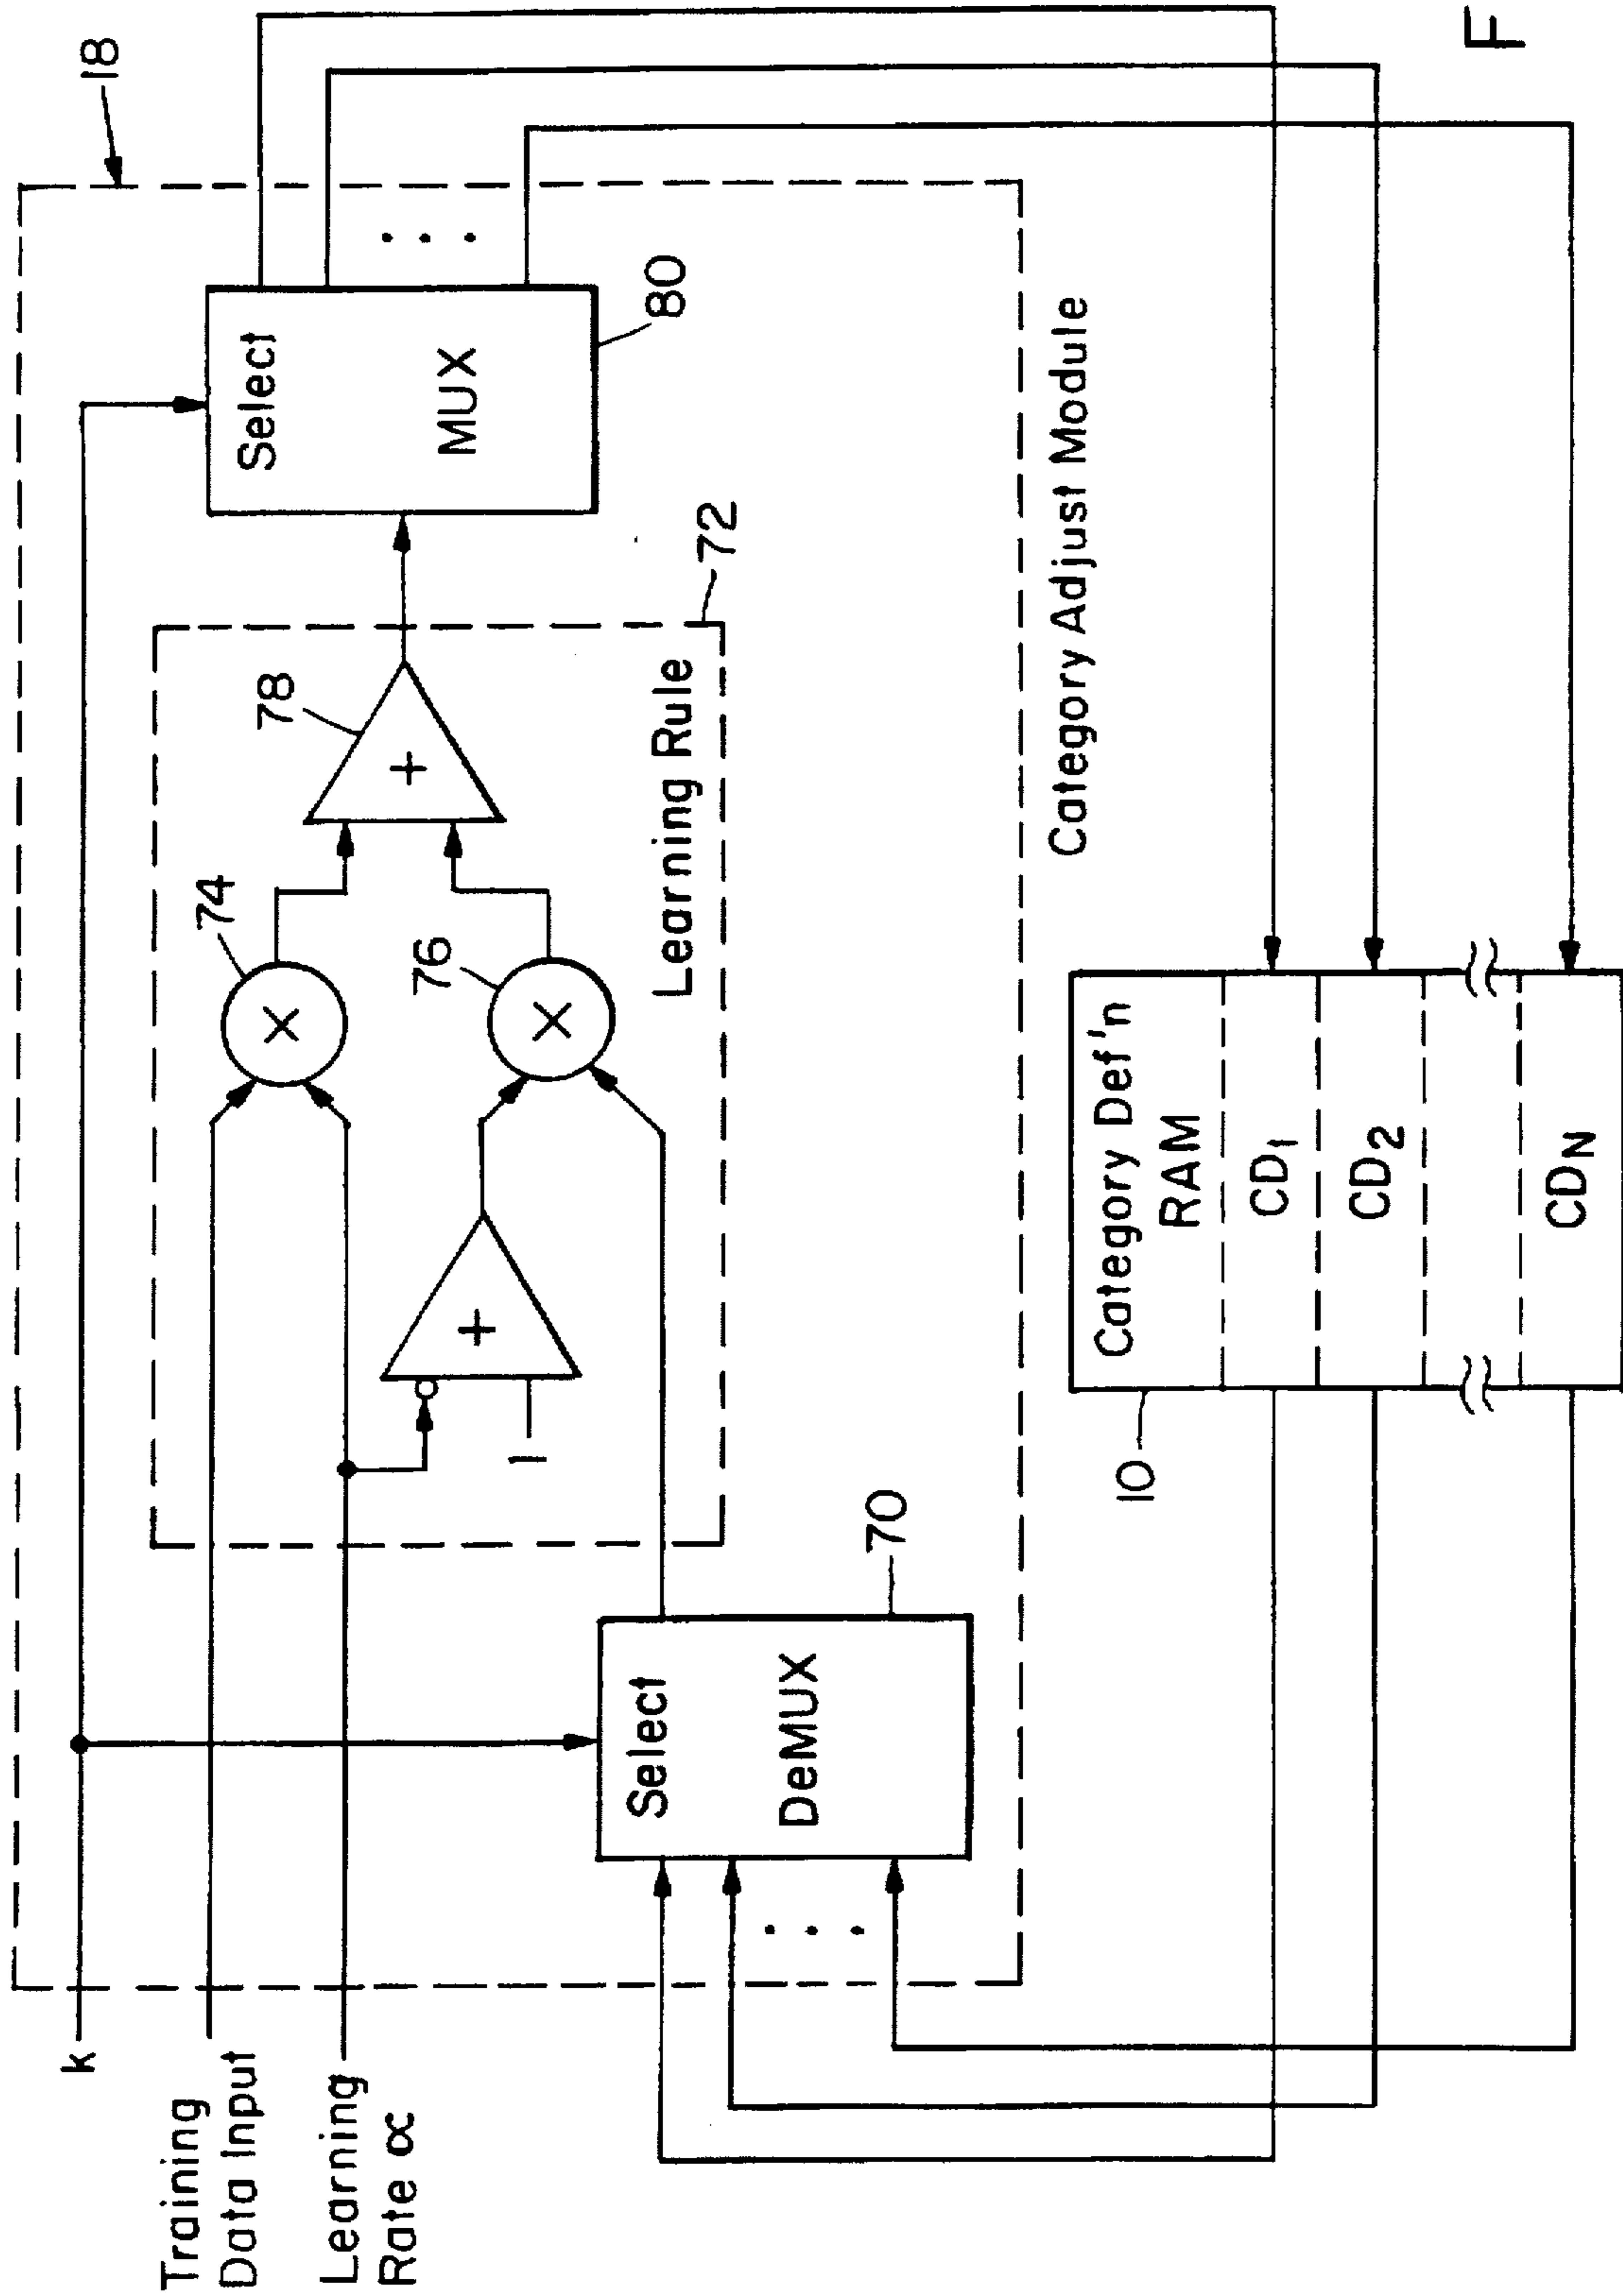 18
k
Training
Data Input
Learning
Rate ∝
Select
MUX
80
74
×
76
×
78
+
+
1
Learning Rule
72
Select
DeMUX
70
Category Adjust Module
10
Category Def'n
RAM
CD1
CD2
CDN
F